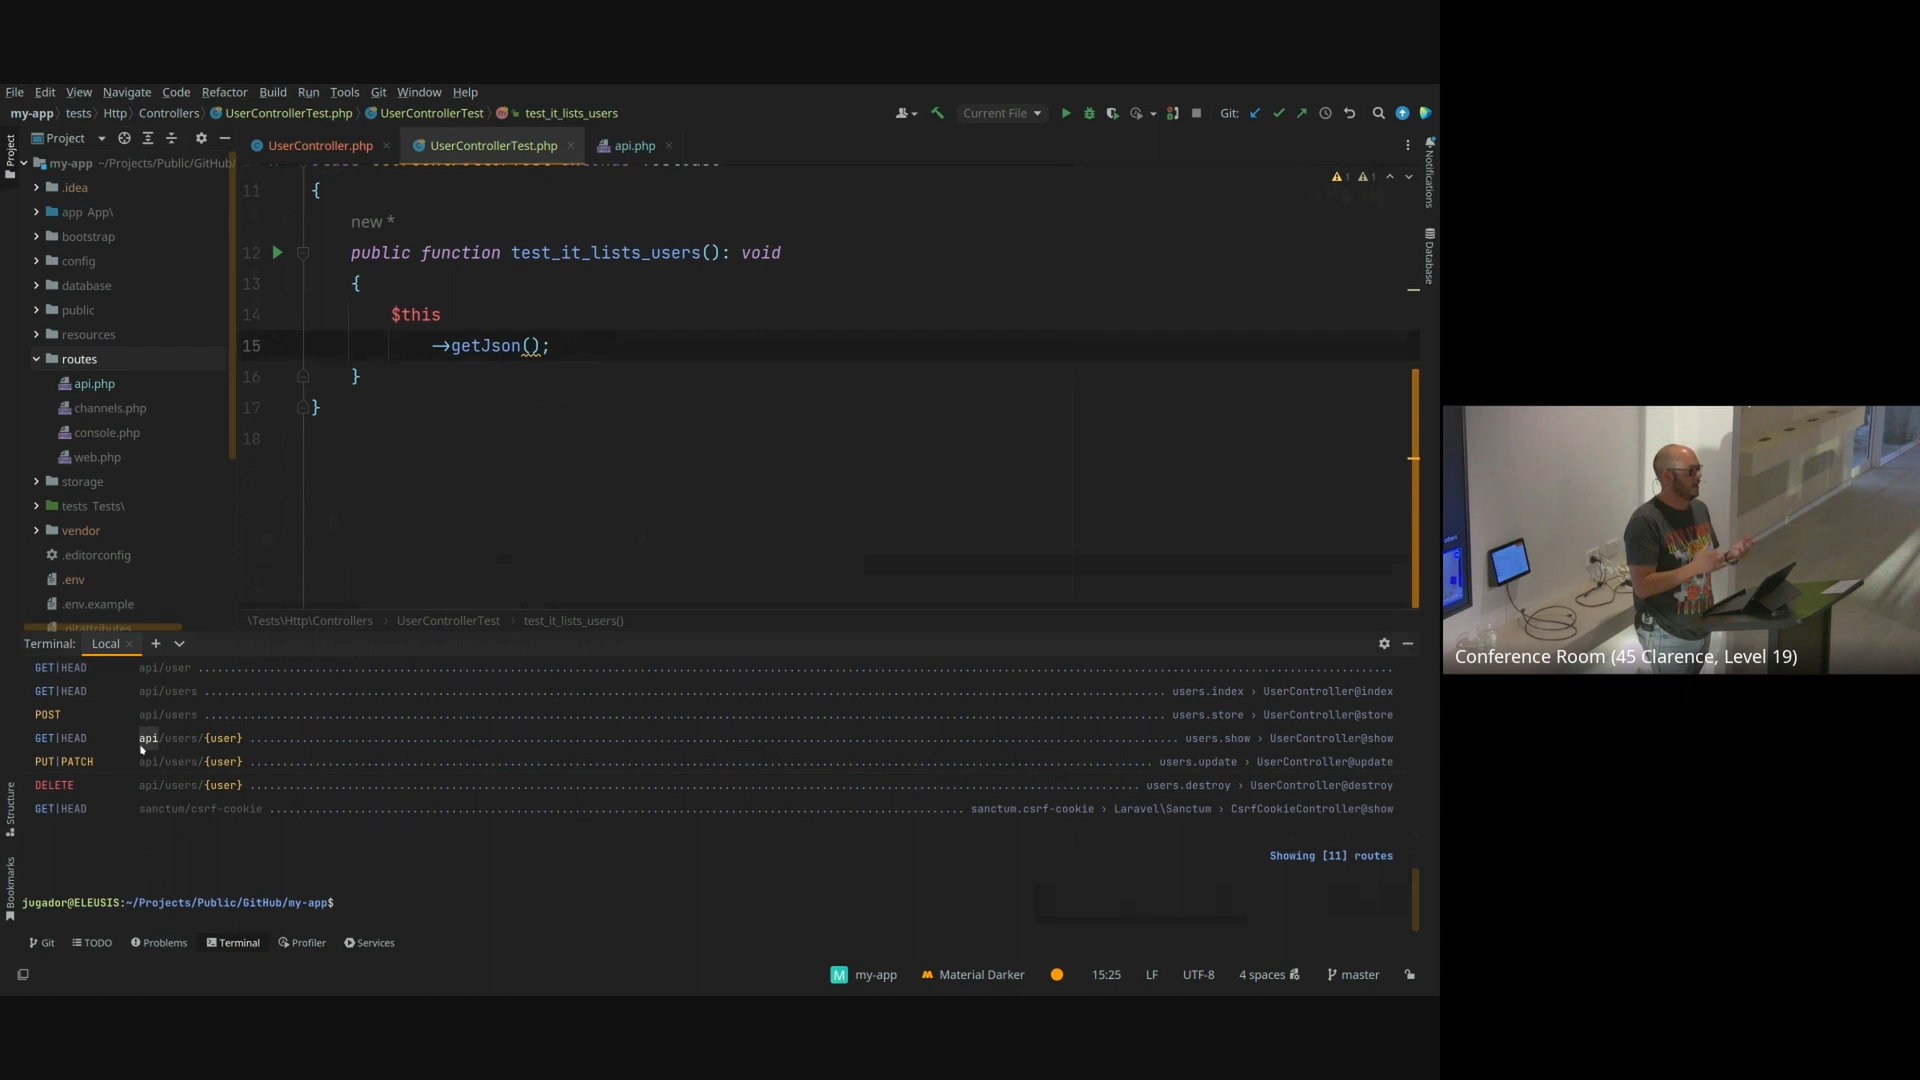 File Edit View Navigate Code Refactor Build Run Tools Git Window Help
my-app tests Http Controllers UserControllerTest.php UserControllerTest test_it_lists_users Current File Git:
Project
Project
UserController.php
UserControllerTest.php
api.php
my-app ~/Projects/Public/GitHub/
.idea
app App\
bootstrap
config
database
public
resources
routes
api.php
channels.php
console.php
web.php
storage
tests Tests\
vendor
.editorconfig
.env
.env.example
.gitattributes
11 {
new *
12 public function test_it_lists_users(): void
13 {
14 $this
15 ->getJson();
16 }
17 }
18
1 1
Notifications
Database
\Tests\Http\Controllers > UserControllerTest > test_it_lists_users()
Terminal: Local
GET|HEAD api/user
GET|HEAD api/users users.index › UserController@index
POST api/users users.store › UserController@store
GET|HEAD api/users/{user} users.show › UserController@show
PUT|PATCH api/users/{user} users.update › UserController@update
DELETE api/users/{user} users.destroy › UserController@destroy
GET|HEAD sanctum/csrf-cookie sanctum.csrf-cookie › Laravel\Sanctum › CsrfCookieController@show
Showing [11] routes
jugador@ELEUSIS:~/Projects/Public/GitHub/my-app$
Structure
Bookmarks
Git TODO Problems Terminal Profiler Services
M my-app Material Darker 15:25 LF UTF-8 4 spaces master
Conference Room (45 Clarence, Level 19)